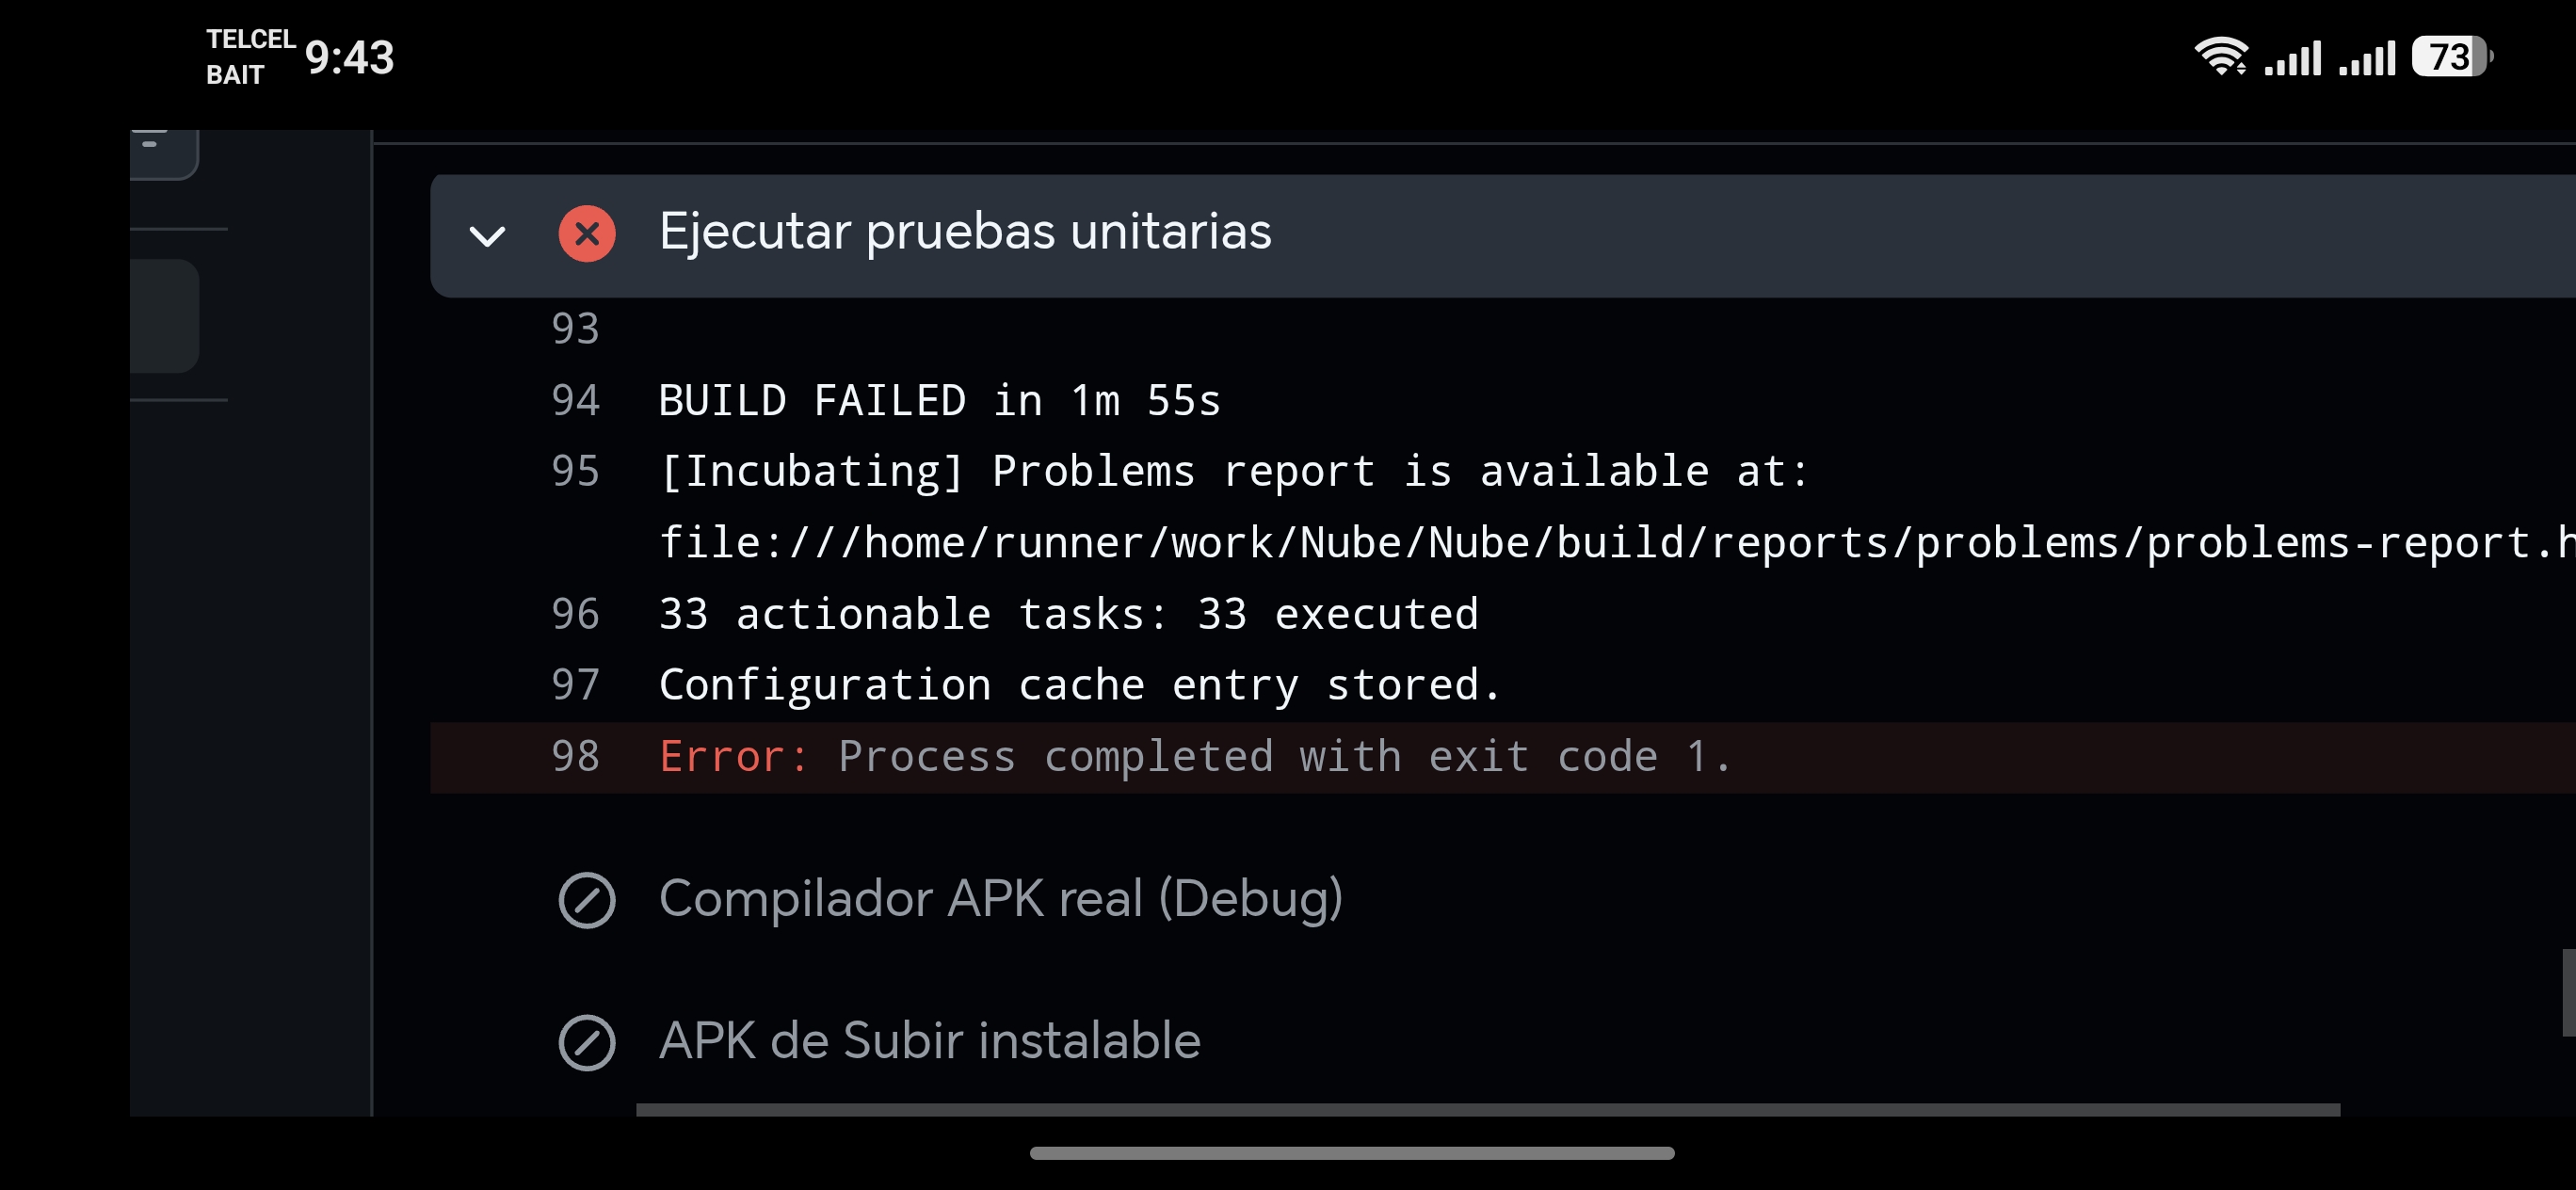 TELCEL
BAIT
9:43
73
Ejecutar pruebas unitarias
93
94 BUILD FAILED in 1m 55s
95 [Incubating] Problems report is available at:
file:///home/runner/work/Nube/Nube/build/reports/problems/problems-report.h
96 33 actionable tasks: 33 executed
97 Configuration cache entry stored.
98 Error: Process completed with exit code 1.
Compilador APK real (Debug)
APK de Subir instalable